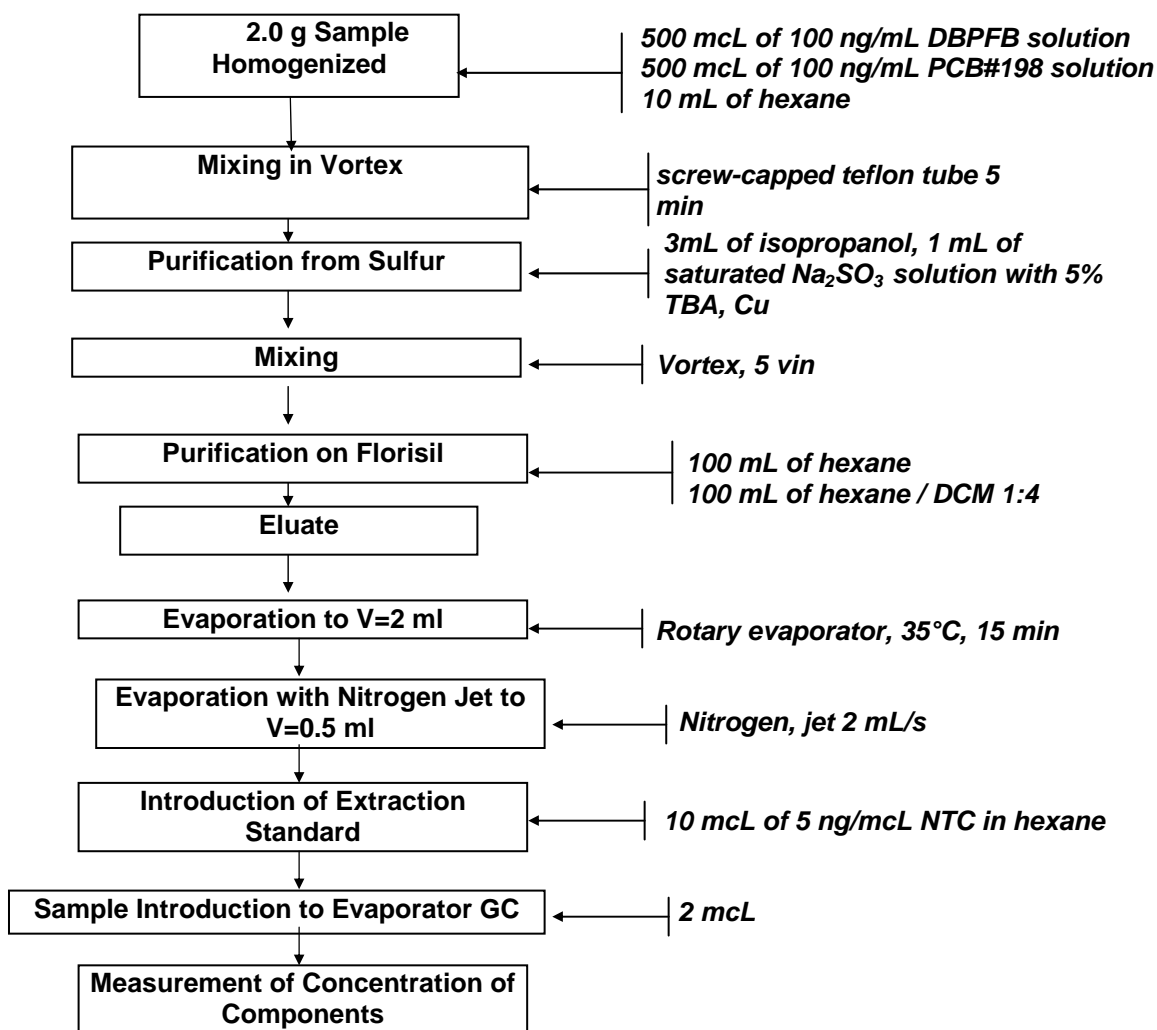 2.0 g Sample
Homogenized
500 mcL of 100 ng/mL DBPFB solution
500 mcL of 100 ng/mL PCB#198 solution
10 mL of hexane
Mixing in Vortex
screw-capped teflon tube 5
min
Purification from Sulfur
3mL of isopropanol, 1 mL of
saturated Na₂SO₃ solution with 5%
TBA, Cu
Mixing
Vortex, 5 vin
Purification on Florisil
100 mL of hexane
100 mL of hexane / DCM 1:4
Eluate
Evaporation to V=2 ml
Rotary evaporator, 35°C, 15 min
Evaporation with Nitrogen Jet to
V=0.5 ml
Nitrogen, jet 2 mL/s
Introduction of Extraction
Standard
10 mcL of 5 ng/mcL NTC in hexane
Sample Introduction to Evaporator GC
2 mcL
Measurement of Concentration of
Components